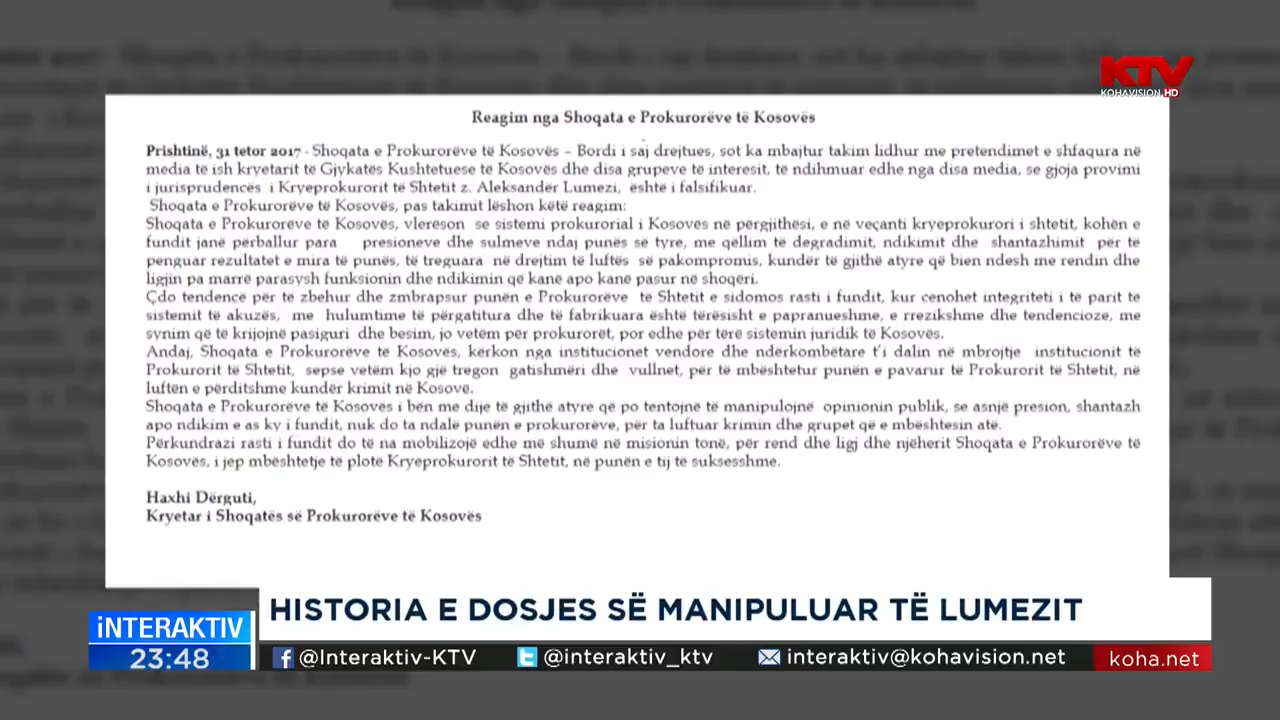 KTV
KOHAVISION HD
Reagim nga Shoqata e Prokurorëve të Kosovës
Prishtinë, 31 tetor 2017 - Shoqata e Prokurorëve të Kosovës – Bordi i saj drejtues, sot ka mbajtur takim lidhur me pretendimet e shfaqura në
media të ish kryetarit të Gjykatës Kushtetuese të Kosovës dhe disa grupeve të interesit, të ndihmuar edhe nga disa media, se gjoja provimi
i jurisprudencës i Kryeprokurorit të Shtetit z. Aleksandër Lumezi, është i falsifikuar.
Shoqata e Prokurorëve të Kosovës, pas takimit lëshon këtë reagim:
Shoqata e Prokurorëve të Kosovës, vlerëson se sistemi prokurorial i Kosovës në përgjithësi, e në veçanti kryeprokurori i shtetit, kohën e
fundit janë përballur para presioneve dhe sulmeve ndaj punës së tyre, me qëllim të degradimit, ndikimit dhe shantazhimit për të
penguar rezultatet e mira të punës, të treguara në drejtim të luftës së pakompromis, kundër të gjithë atyre që bien ndesh me rendin dhe
ligjin pa marrë parasysh funksionin dhe ndikimin që kanë apo kanë pasur në shoqëri.
Çdo tendencë për të zbehur dhe zmbrapsur punën e Prokurorëve të Shtetit e sidomos rasti i fundit, kur cenohet integriteti i të parit të
sistemit të akuzës, me hulumtime të përgatitura dhe të fabrikuara është tërësisht e papranueshme, e rrezikshme dhe tendencioze, me
synim që të krijojnë pasiguri dhe besim, jo vetëm për prokurorët, por edhe për tërë sistemin juridik të Kosovës.
Andaj, Shoqata e Prokurorëve të Kosovës, kërkon nga institucionet vendore dhe ndërkombëtare t'i dalin në mbrojtje institucionit të
Prokurorit të Shtetit, sepse vetëm kjo gjë tregon gatishmëri dhe vullnet, për të mbështetur punën e pavarur të Prokurorit të Shtetit, në
luftën e përditshme kundër krimit në Kosovë.
Shoqata e Prokurorëve të Kosovës i bën me dije të gjithë atyre që po tentojnë të manipulojnë opinionin publik, se asnjë presion, shantazh
apo ndikim e as ky i fundit, nuk do ta ndalë punën e prokurorëve, për ta luftuar krimin dhe grupet që e mbështesin atë.
Përkundrazi rasti i fundit do të na mobilizojë edhe më shumë në misionin tonë, për rend dhe ligj dhe njëherit Shoqata e Prokurorëve të
Kosovës, i jep mbështetje të plotë Kryeprokurorit të Shtetit, në punën e tij të suksesshme.
Haxhi Dërguti,
Kryetar i Shoqatës së Prokurorëve të Kosovës
HISTORIA E DOSJES SË MANIPULUAR TË LUMEZIT
iNTERAKTIV
23:48
@Interaktiv-KTV
@interaktiv_ktv
interaktiv@kohavision.net
koha.net